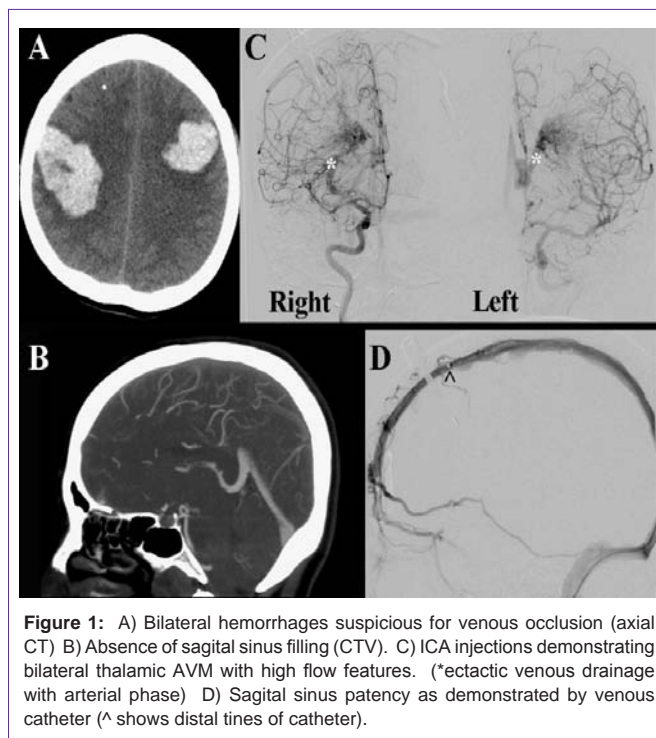 A
C
Right
Left
B
D
^
Figure 1: A) Bilateral hemorrhages suspicious for venous occlusion (axial
CT) B) Absence of sagital sinus filling (CTV). C) ICA injections demonstrating
bilateral thalamic AVM with high flow features. (*ectactic venous drainage
with arterial phase) D) Sagital sinus patency as demonstrated by venous
catheter (^ shows distal tines of catheter).